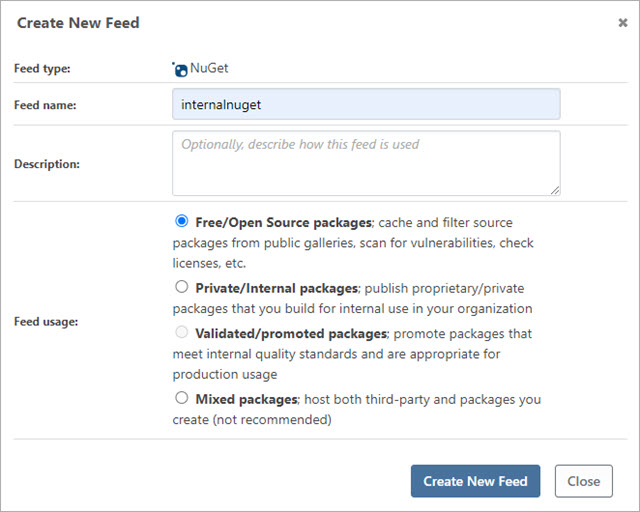 Create New Feed
Feed type: NuGet
Feed name: internalnuget
Description: Optionally, describe how this feed is used
Feed usage:
Free/Open Source packages; cache and filter source
packages from public galleries, scan for vulnerabilities, check
licenses, etc.
Private/Internal packages; publish proprietary/private
packages that you build for internal use in your organization
Validated/promoted packages; promote packages that
meet internal quality standards and are appropriate for
production usage
Mixed packages; host both third-party and packages you
create (not recommended)
Create New Feed Close